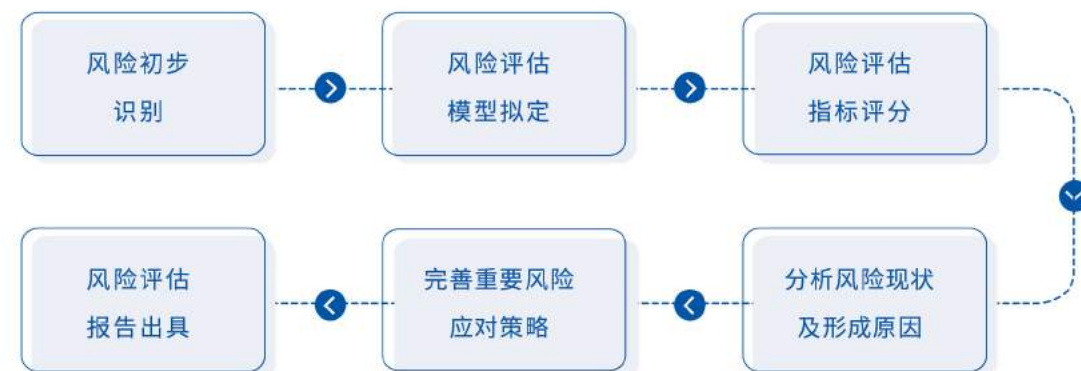 风险初步
识别
风险评估
模型拟定
风险评估
指标评分
分析风险现状
及形成原因
完善重要风险
应对策略
风险评估
报告出具